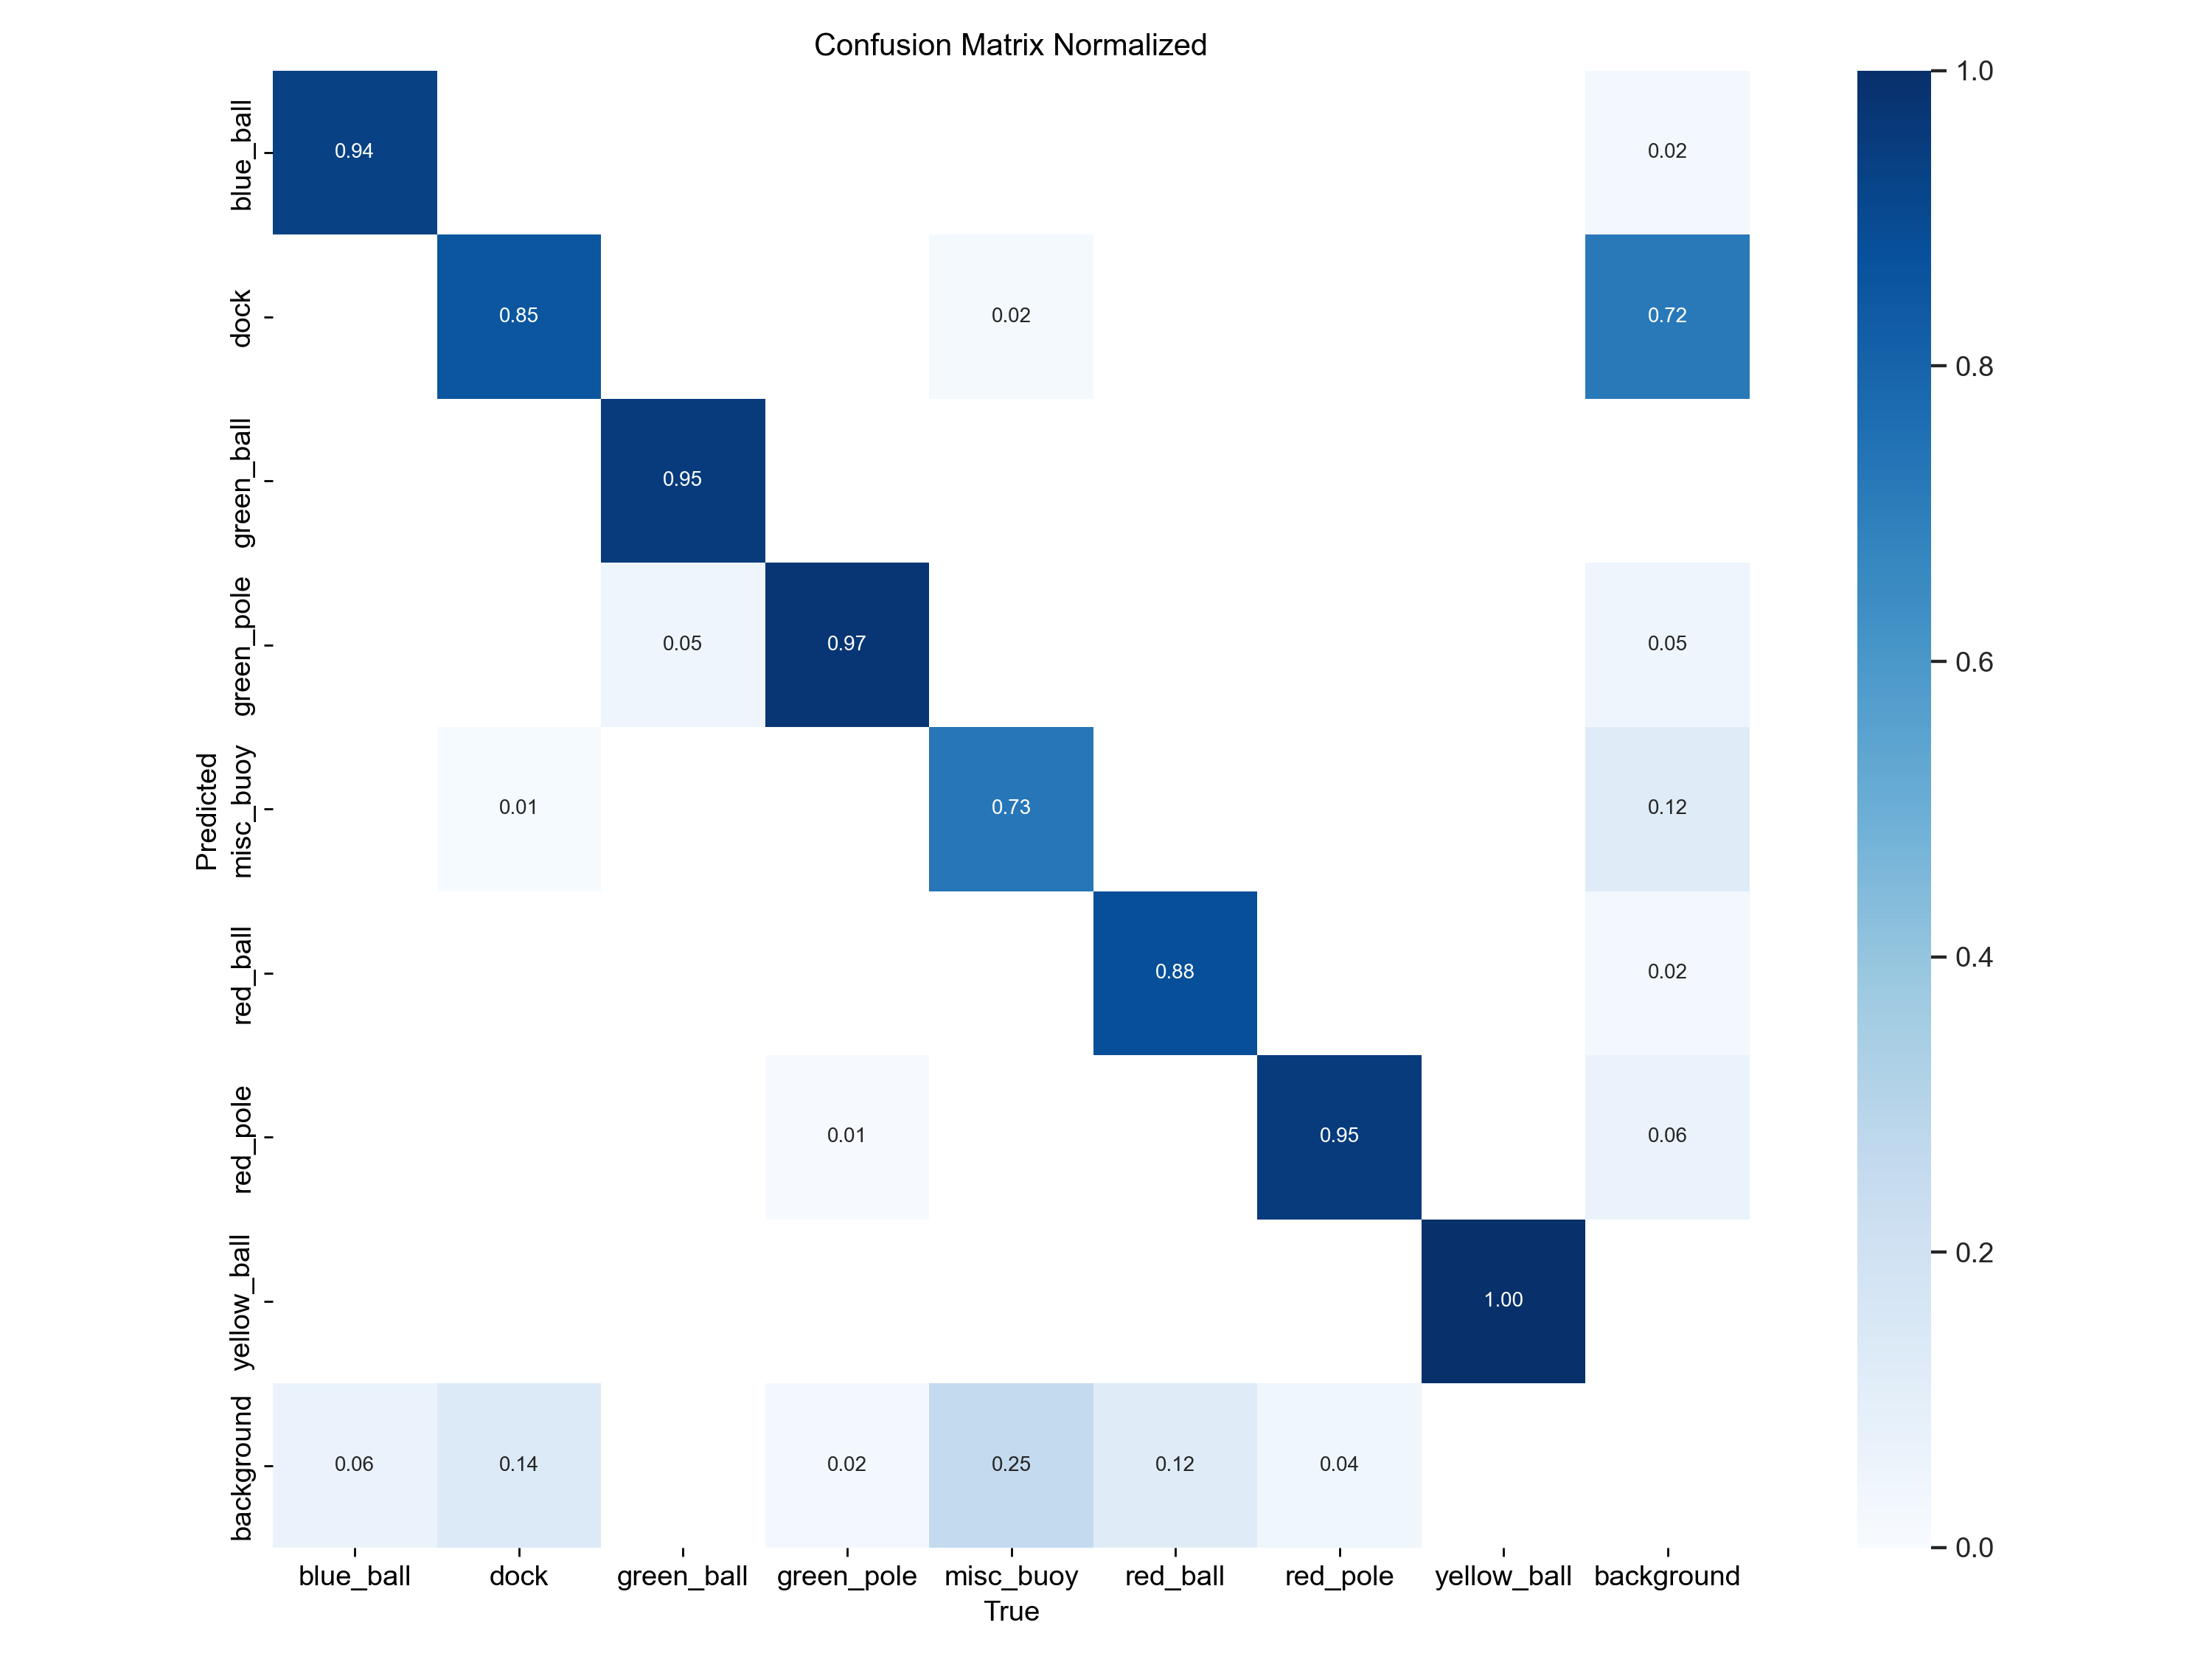 Confusion Matrix Normalized
blue_ball 0.94 0.02 1.0
dock 0.85 0.02 0.72 0.8
green_ball 0.95
green_pole 0.05 0.97 0.05 0.6
Predicted
misc_buoy 0.01 0.73 0.12
red_ball 0.88 0.02 0.4
red_pole 0.01 0.95 0.06
yellow_ball 1.00 0.2
background 0.06 0.14 0.02 0.25 0.12 0.04 0.0
blue_ball dock green_ball green_pole misc_buoy red_ball red_pole yellow_ball background
True